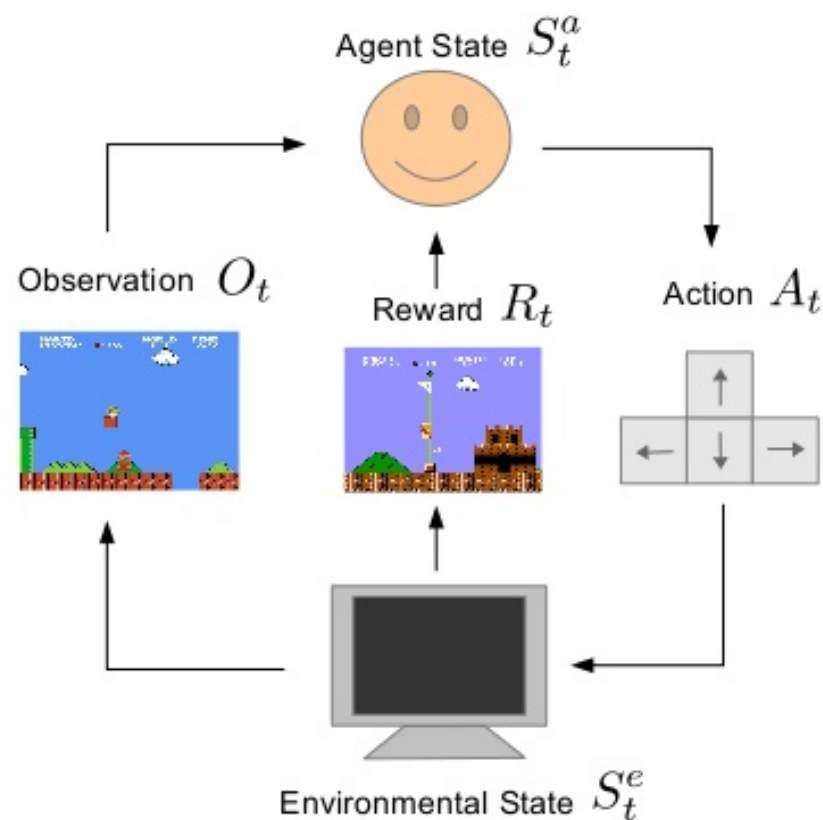 Agent State S_t^a
Observation O_t
Reward R_t
Action A_t
Environmental State S_t^e